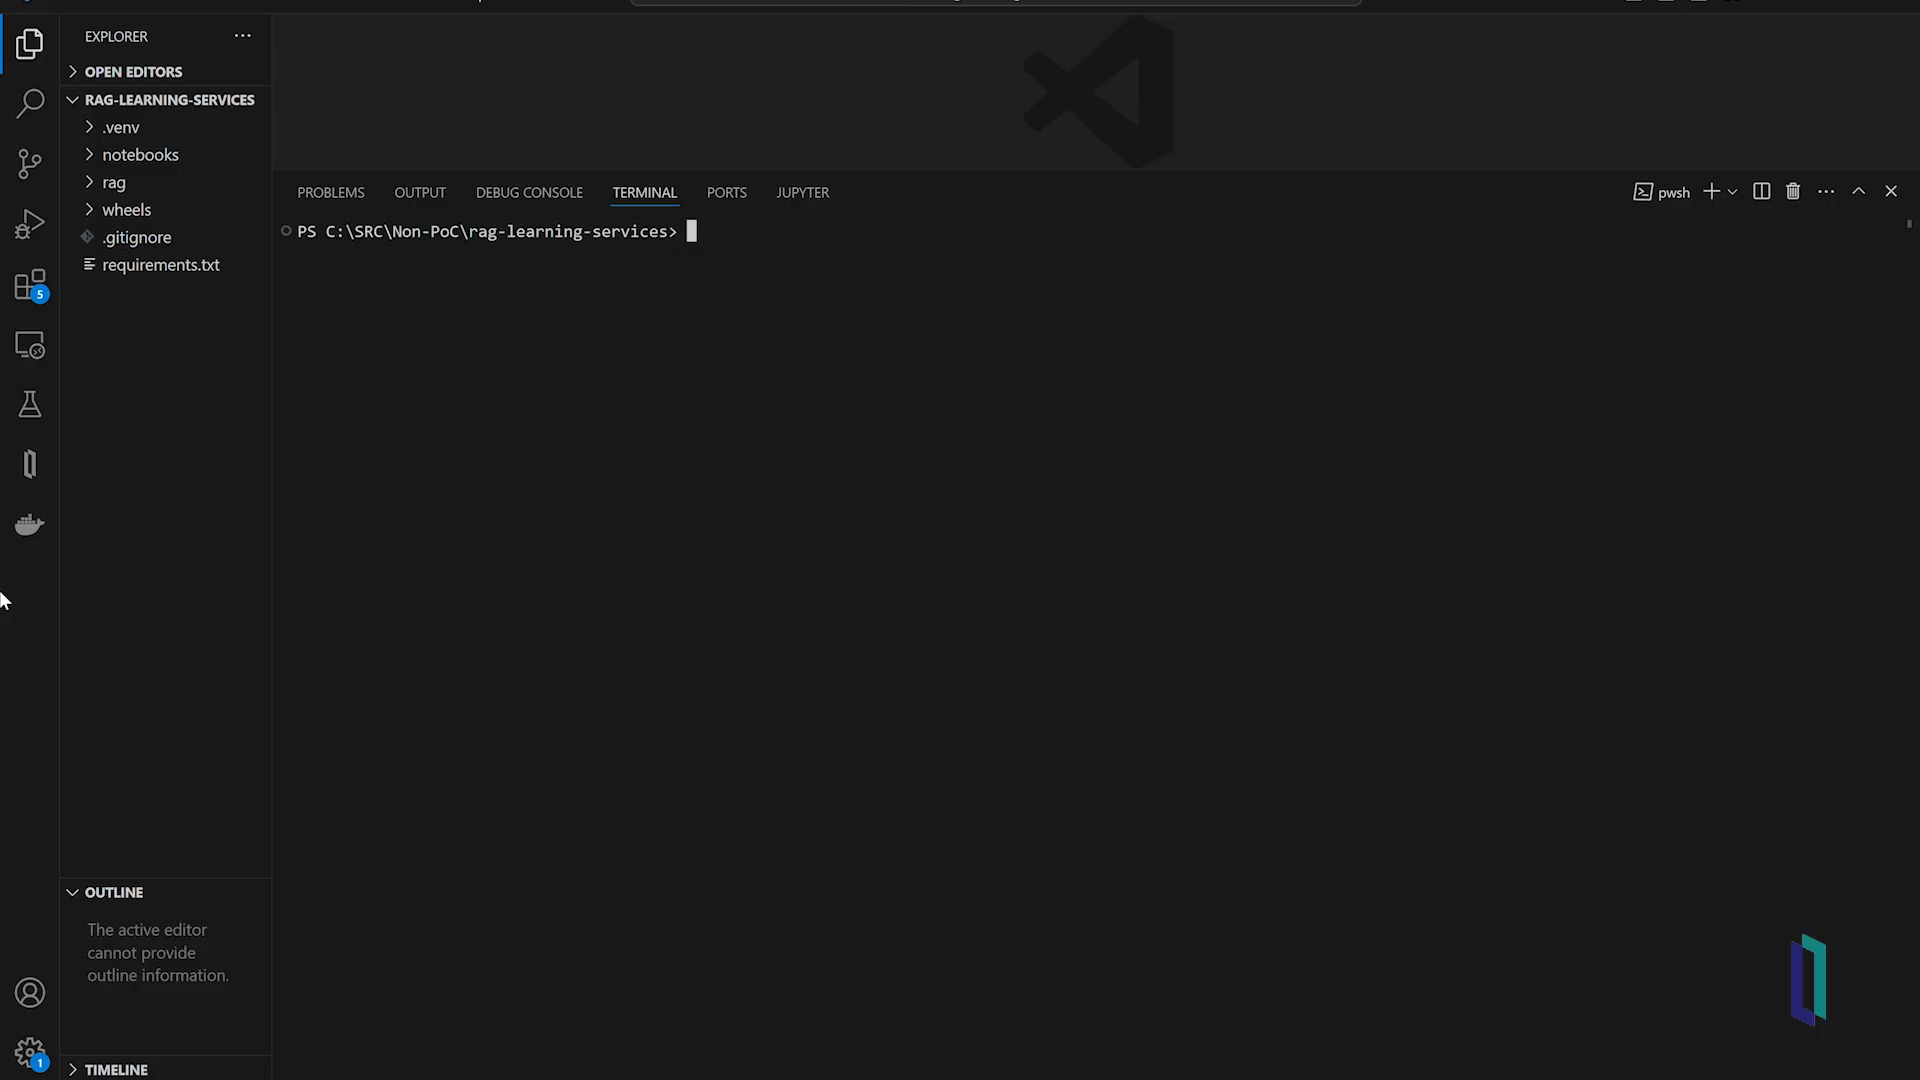 EXPLORER
OPEN EDITORS
RAG-LEARNING-SERVICES
.venv
notebooks
rag
wheels
.gitignore
requirements.txt
PROBLEMS OUTPUT DEBUG CONSOLE TERMINAL PORTS JUPYTER
pwsh
PS C:\SRC\Non-PoC\rag-learning-services>
5
OUTLINE
The active editor
cannot provide
outline information.
1
TIMELINE